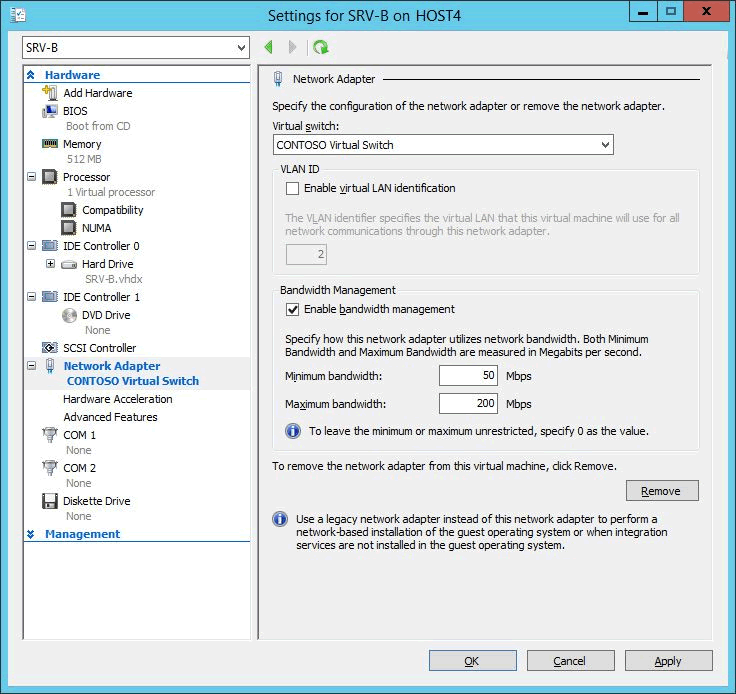 Settings for SRV-B on HOST4
SRV-B
Hardware
Add Hardware
BIOS
Boot from CD
Memory
512 MB
Processor
1 Virtual processor
Compatibility
NUMA
IDE Controller 0
Hard Drive
SRV-B.vhdx
IDE Controller 1
DVD Drive
None
SCSI Controller
Network Adapter
CONTOSO Virtual Switch
Hardware Acceleration
Advanced Features
COM 1
None
COM 2
None
Diskette Drive
None
Management
Network Adapter
Specify the configuration of the network adapter or remove the network adapter.
Virtual switch:
CONTOSO Virtual Switch
VLAN ID
Enable virtual LAN identification
The VLAN identifier specifies the virtual LAN that this virtual machine will use for all
network communications through this network adapter.
2
Bandwidth Management
Enable bandwidth management
Specify how this network adapter utilizes network bandwidth. Both Minimum
Bandwidth and Maximum Bandwidth are measured in Megabits per second.
Minimum bandwidth: 50 Mbps
Maximum bandwidth: 200 Mbps
To leave the minimum or maximum unrestricted, specify 0 as the value.
To remove the network adapter from this virtual machine, click Remove.
Remove
Use a legacy network adapter instead of this network adapter to perform a
network-based installation of the guest operating system or when integration
services are not installed in the guest operating system.
OK Cancel Apply